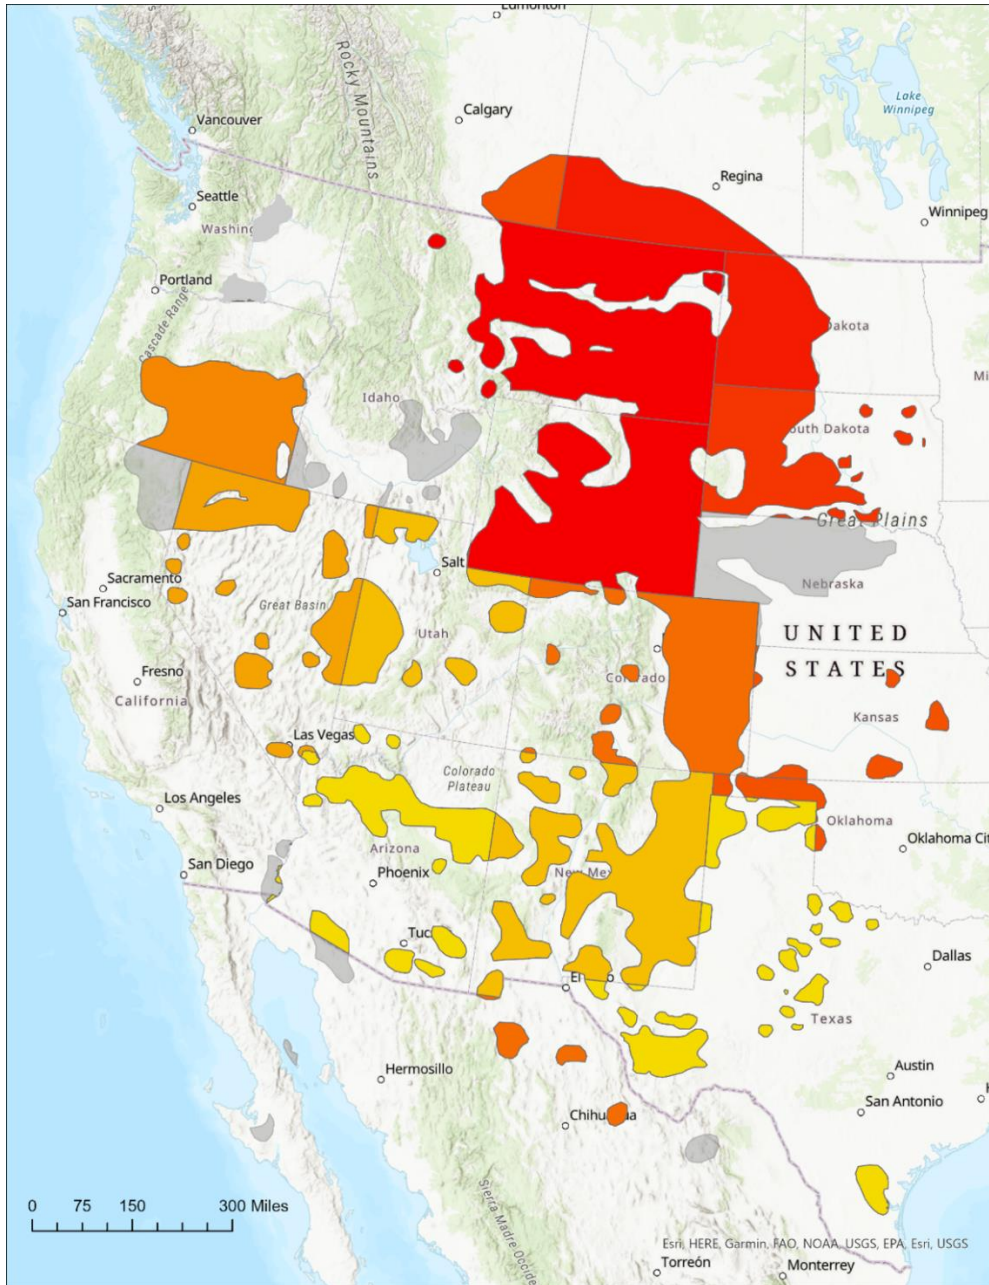 Edmonton
Rocky Mountains
Calgary
Lake
Winnipeg
Vancouver
Regina
Seattle
Winnipeg
Washing
Portland
Cascade Range
Dakota
Mi
Idaho
outh Dakota
Great Plains
Salt
Sacramento
Nebraska
San Francisco
Great Basin
Utah
UNITED
STATES
Fresno
Colorado
California
Kansas
Las Vegas
Colorado
Plateau
Los Angeles
Oklahoma
Arizona
Oklahoma Cit
San Diego
Phoenix
New Mex
Tuc
Dallas
El
Texas
Hermosillo
Austin
San Antonio
Chihu
Sierra Madre Occide
0 75 150 300 Miles
Esri, HERE, Garmin, FAO, NOAA, USGS, EPA, Esri, USGS
Torreón
Monterrey